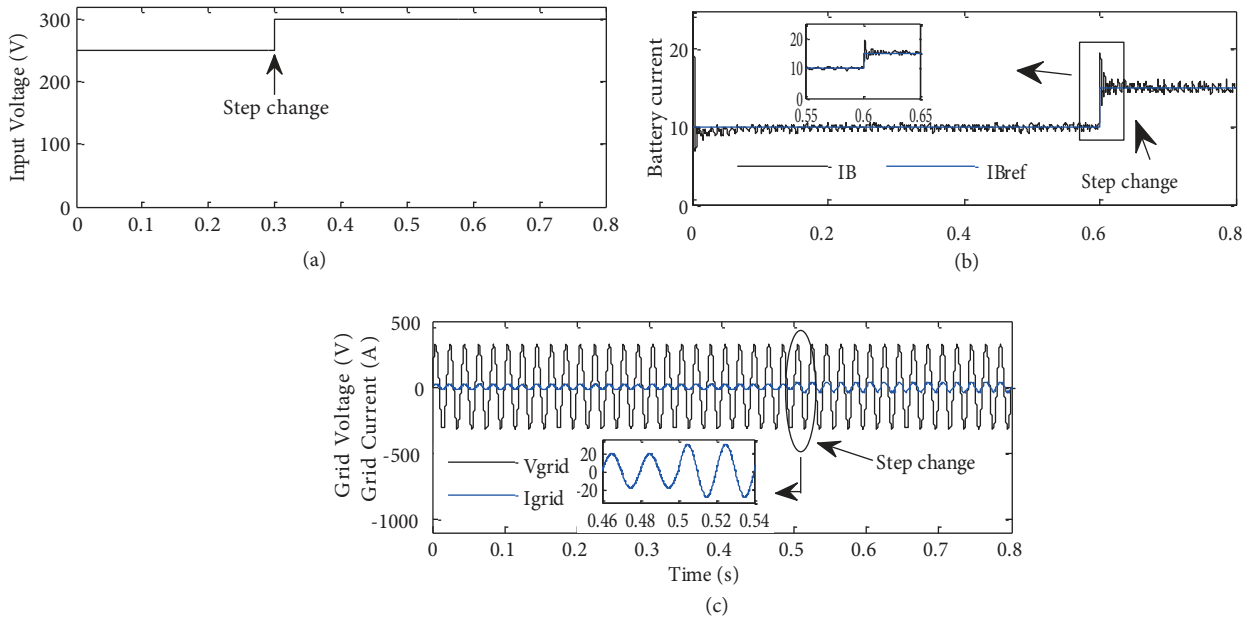 300
200
100
0
Input Voltage (V)
Step change
0 0.1 0.2 0.3 0.4 0.5 0.6 0.7 0.8
(a)
20
10
0
Battery current
20
10
0
0.55 0.6 0.65
IB IBref
Step change
0 0.2 0.4 0.6 0.8
(b)
500
0
-500
-1000
Grid Voltage (V)
Grid Current (A)
Vgrid
Igrid
20
0
-20
0.46 0.48 0.5 0.52 0.54
Step change
0 0.1 0.2 0.3 0.4 0.5 0.6 0.7 0.8
Time (s)
(c)